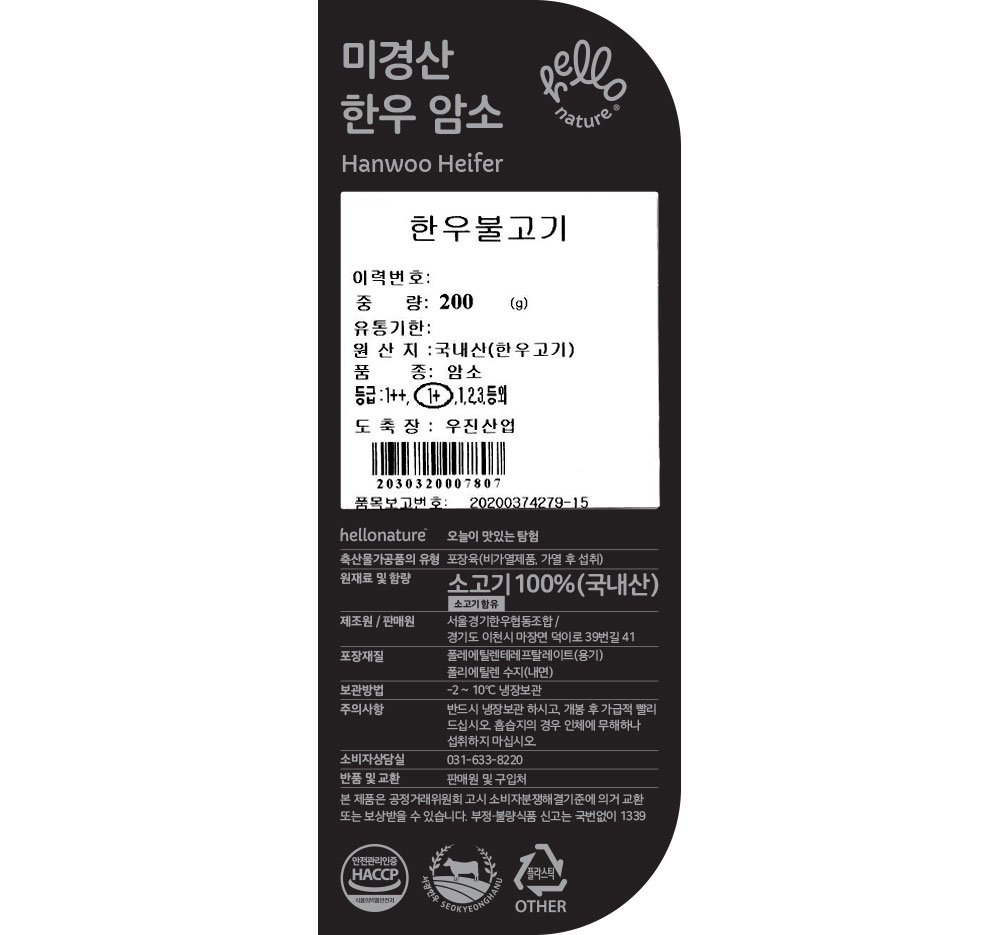 미경산
한우 암소
Hanwoo Heifer
hello
nature®
한우불고기
이력번호:
중 량: 200 (g)
유통기한:
원 산 지 :국내산(한우고기)
품 종: 암소
등급:1++, 1+, 1,2,3,등외
도 축 장 : 우진산업
2030320007807
품목보고번호: 20200374279-15
hellonature™ 오늘이 맛있는 탐험
축산물가공품의 유형 포장육(비가열제품, 가열 후 섭취)
원재료 및 함량 소고기 100%(국내산)
소고기 함유
제조원 / 판매원 서울경기한우협동조합 /
경기도 이천시 마장면 덕이로 39번길 41
포장재질 폴레에틸렌테레프탈레이트(용기)
폴리에틸렌 수지(내면)
보관방법 -2 ~ 10℃ 냉장보관
주의사항 반드시 냉장보관 하시고, 개봉 후 가급적 빨리
드십시오. 흡습지의 경우 인체에 무해하나
섭취하지 마십시오.
소비자상담실 031-633-8220
반품 및 교환 판매원 및 구입처
본 제품은 공정거래위원회 고시 소비자분쟁해결기준에 의거 교환
또는 보상받을 수 있습니다. 부정·불량식품 신고는 국번없이 1339
안전관리인증
HACCP
식품의약품안전처
서경한우 SEOKYEONGHANU
플라스틱
OTHER